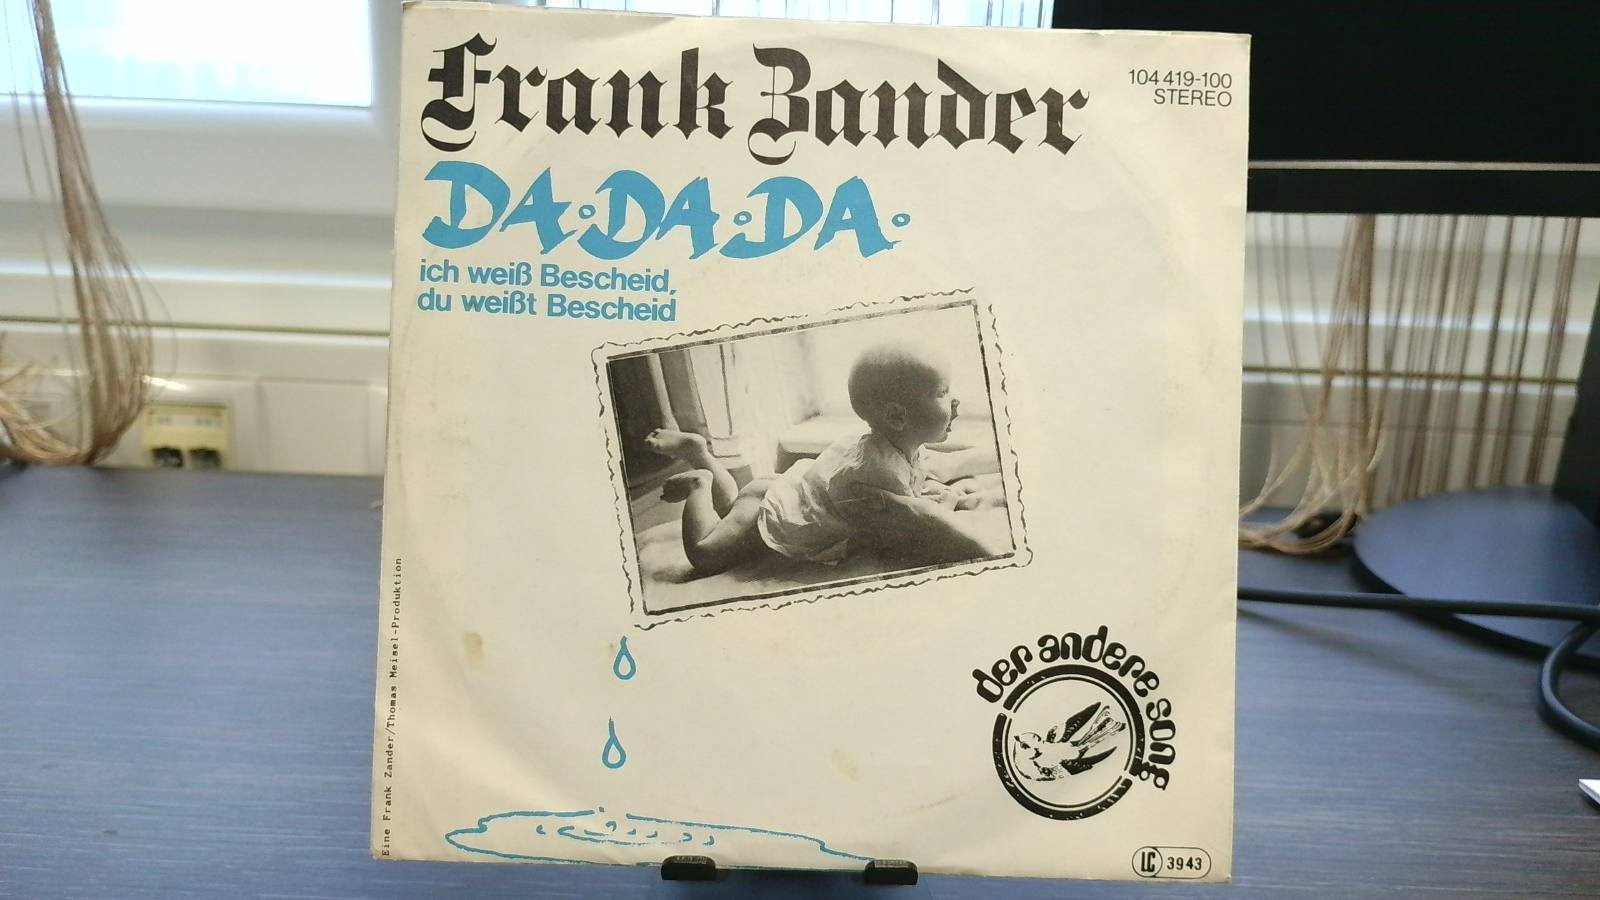 Frank Zander
104 419-100
STEREO
DA·DA·DA·
ich weiß Bescheid,
du weißt Bescheid
Eine Frank Zander/Thomas Meisel-Produktion
der andere song
LC 3943